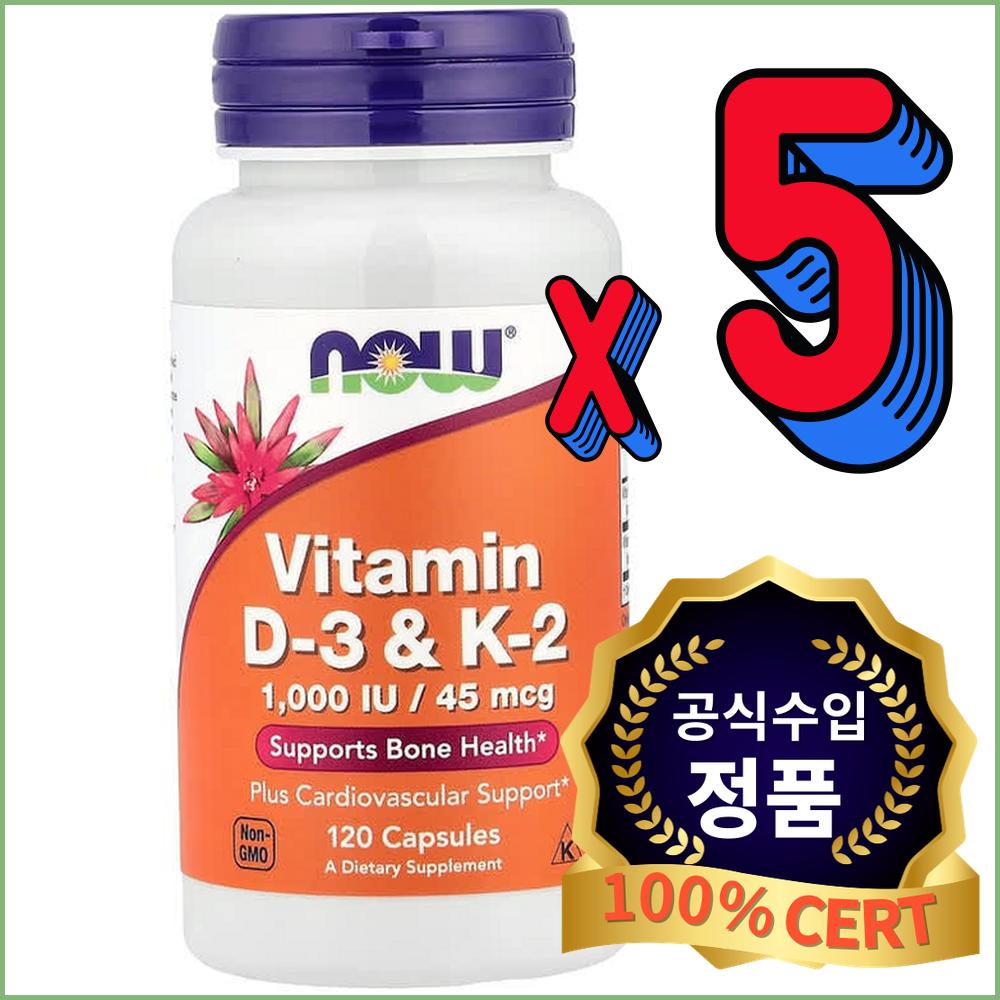 now®
x 5
Vitamin
D-3 & K-2
1,000 IU / 45 mcg
Supports Bone Health*
Plus Cardiovascular Support*
Non-
GMO
120 Capsules
A Dietary Supplement
K
공식수입
정품
100% CERT